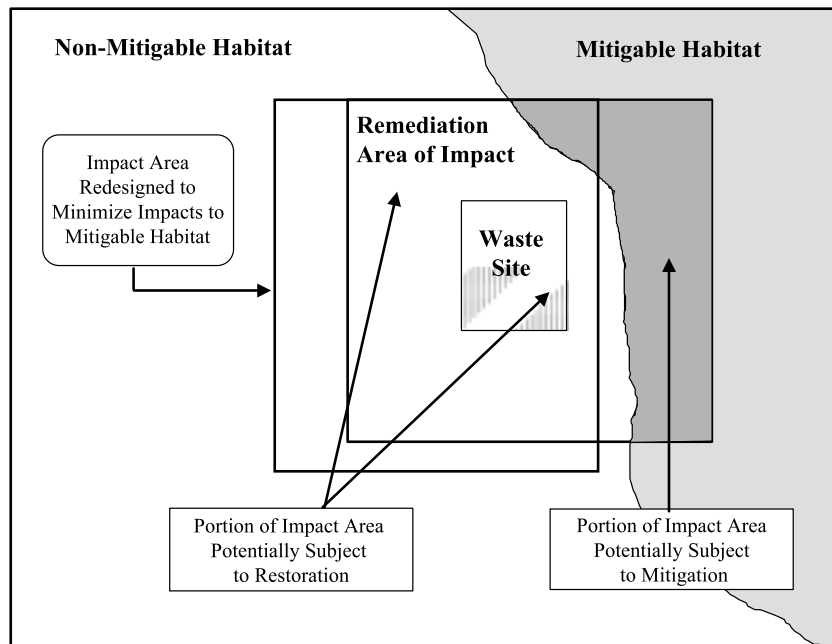 Non-Mitigable Habitat
Mitigable Habitat
Remediation
Area of Impact
Impact Area
Redesigned to
Minimize Impacts to
Mitigable Habitat
Waste
Site
Portion of Impact Area
Potentially Subject
to Restoration
Portion of Impact Area
Potentially Subject
to Mitigation